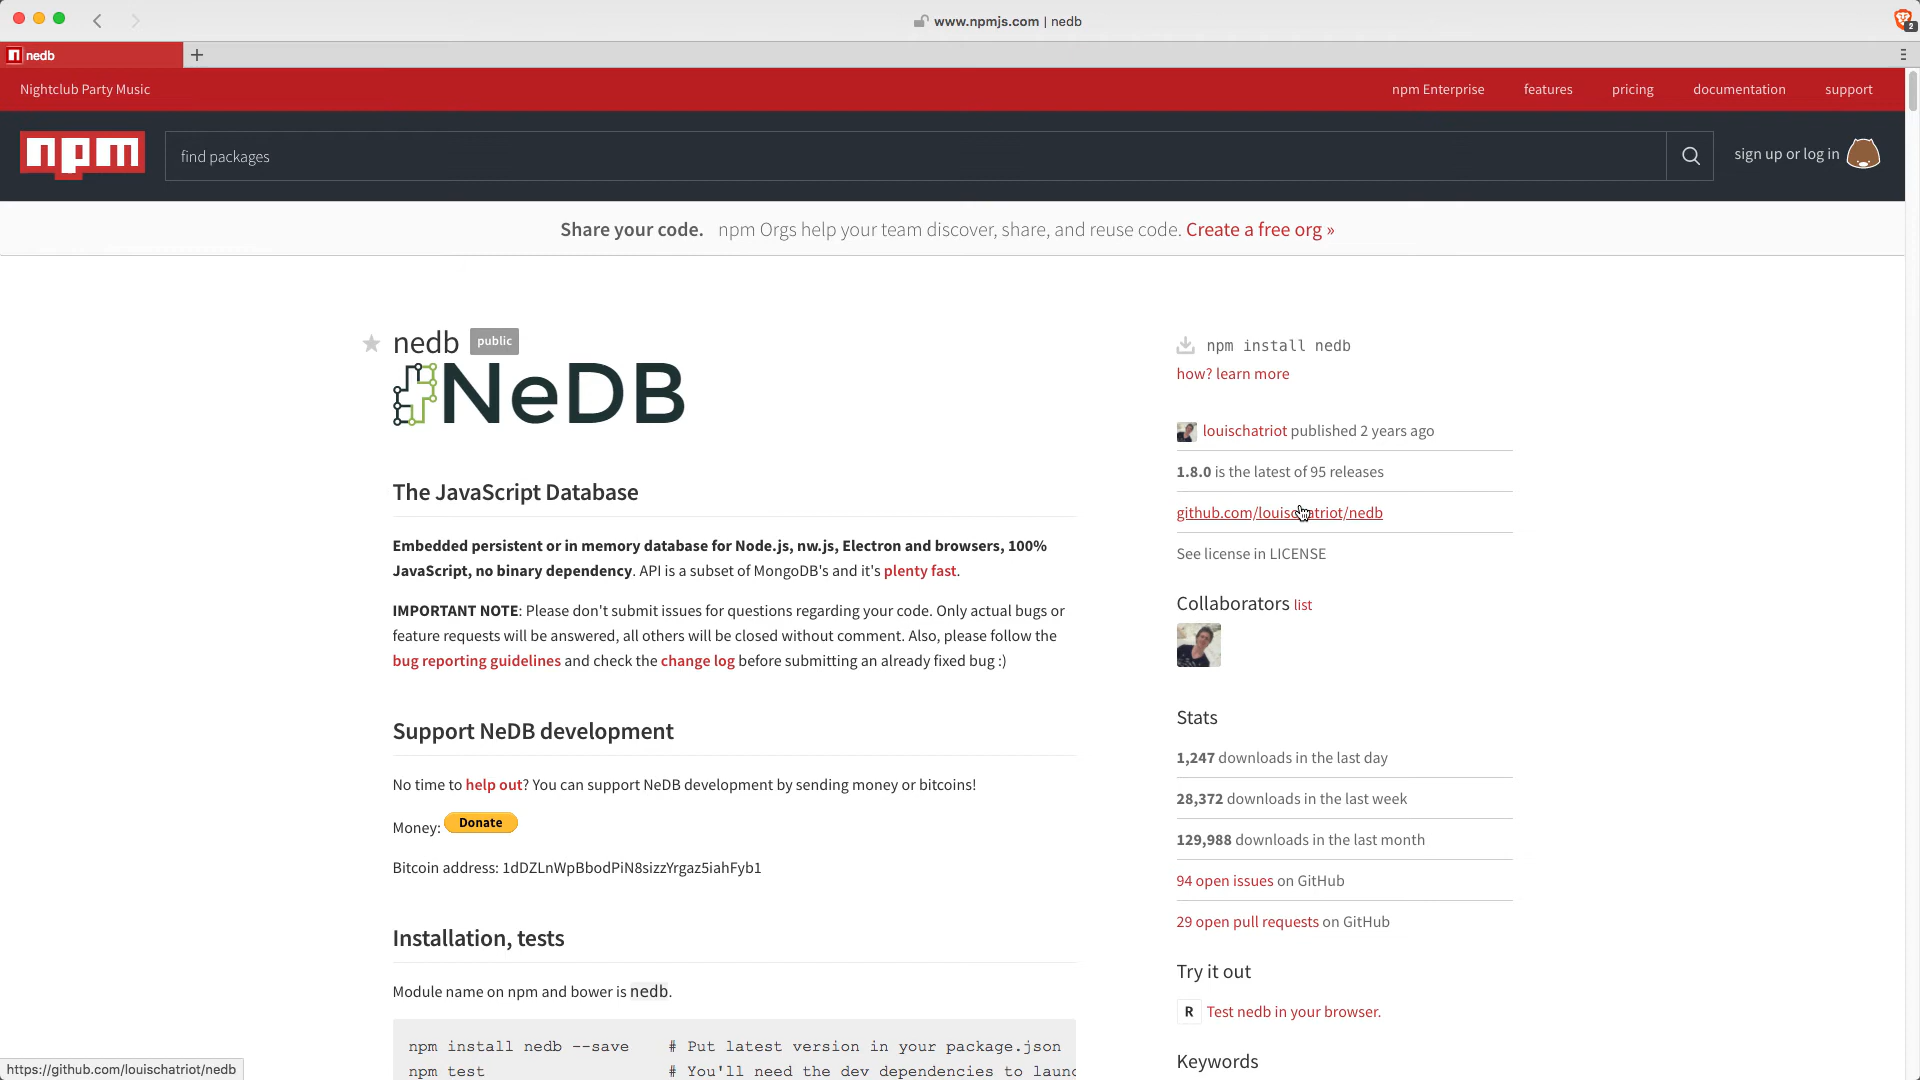 www.npmjs.com | nedb
2
nedb
Nightclub Party Music
npm Enterprise
features
pricing
documentation
support
npm
find packages
sign up or log in
Share your code. npm Orgs help your team discover, share, and reuse code. Create a free org »
nedb public
NeDB
The JavaScript Database
Embedded persistent or in memory database for Node.js, nw.js, Electron and browsers, 100%
JavaScript, no binary dependency. API is a subset of MongoDB's and it's plenty fast.
IMPORTANT NOTE: Please don't submit issues for questions regarding your code. Only actual bugs or
feature requests will be answered, all others will be closed without comment. Also, please follow the
bug reporting guidelines and check the change log before submitting an already fixed bug :)
Support NeDB development
No time to help out? You can support NeDB development by sending money or bitcoins!
Money: Donate
Bitcoin address: 1dDZLnWpBbodPiN8sizzYrgaz5iahFyb1
Installation, tests
Module name on npm and bower is nedb.
npm install nedb --save # Put latest version in your package.json
npm test # You'll need the dev dependencies to launc
npm install nedb
how? learn more
louischatriot published 2 years ago
1.8.0 is the latest of 95 releases
github.com/louischatriot/nedb
See license in LICENSE
Collaborators list
Stats
1,247 downloads in the last day
28,372 downloads in the last week
129,988 downloads in the last month
94 open issues on GitHub
29 open pull requests on GitHub
Try it out
R Test nedb in your browser.
Keywords
https://github.com/louischatriot/nedb